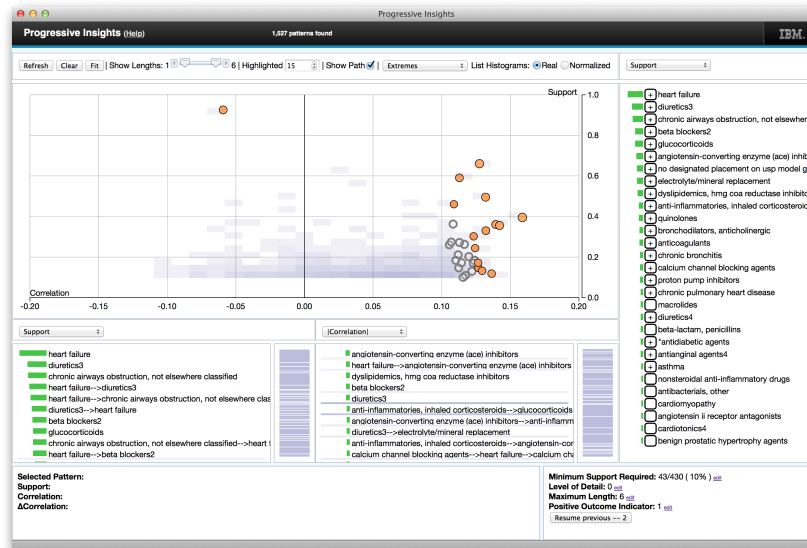 Progressive Insights
Progressive Insights (Help)
1,527 patterns found
IBM.
Refresh Clear Fit | Show Lengths: 1 6 | Highlighted 15 | Show Path | Extremes List Histograms: Real Normalized
Support
Support
1.0
0.8
0.6
0.4
0.2
0.0
Correlation
-0.20 -0.15 -0.10 -0.05 0.00 0.05 0.10 0.15 0.20
Support
heart failure
diuretics3
chronic airways obstruction, not elsewhere classified
heart failure-->diuretics3
heart failure-->chronic airways obstruction, not elsewhere clas
diuretics3-->heart failure
beta blockers2
glucocorticoids
chronic airways obstruction, not elsewhere classified-->heart f
heart failure-->beta blockers2
|Correlation|
angiotensin-converting enzyme (ace) inhibitors
heart failure-->angiotensin-converting enzyme (ace) inhibitors
dyslipidemics, hmg coa reductase inhibitors
beta blockers2
diuretics3
anti-inflammatories, inhaled corticosteroids-->glucocorticoids
angiotensin-converting enzyme (ace) inhibitors-->anti-inflamm
diuretics3-->electrolyte/mineral replacement
anti-inflammatories, inhaled corticosteroids-->angiotensin-cor
calcium channel blocking agents-->heart failure-->calcium cha
+ heart failure
+ diuretics3
+ chronic airways obstruction, not elsewhere
+ beta blockers2
+ glucocorticoids
+ angiotensin-converting enzyme (ace) inhib
+ no designated placement on usp model g
+ electrolyte/mineral replacement
+ dyslipidemics, hmg coa reductase inhibito
+ anti-inflammatories, inhaled corticosteroid
+ quinolones
+ bronchodilators, anticholinergic
+ anticoagulants
+ chronic bronchitis
+ calcium channel blocking agents
+ proton pump inhibitors
+ chronic pulmonary heart disease
macrolides
+ diuretics4
beta-lactam, penicillins
+ *antidiabetic agents
+ antianginal agents4
+ asthma
nonsteroidal anti-inflammatory drugs
antibacterials, other
cardiomyopathy
angiotensin ii receptor antagonists
cardiotonics4
benign prostatic hypertrophy agents
Selected Pattern:
Support:
Correlation:
ΔCorrelation:
Minimum Support Required: 43/430 ( 10% ) edit
Level of Detail: 0 edit
Maximum Length: 6 edit
Positive Outcome Indicator: 1 edit
Resume previous -- 2